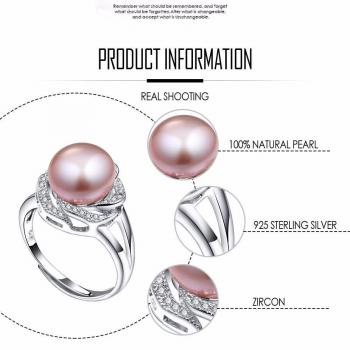 Remember what should be remembered, and forget
what should be forgotten.Alter what is changeable,
and accept what is unchangeable.
PRODUCT INFORMATION
REAL SHOOTING
100% NATURAL PEARL
925 STERLING SILVER
ZIRCON